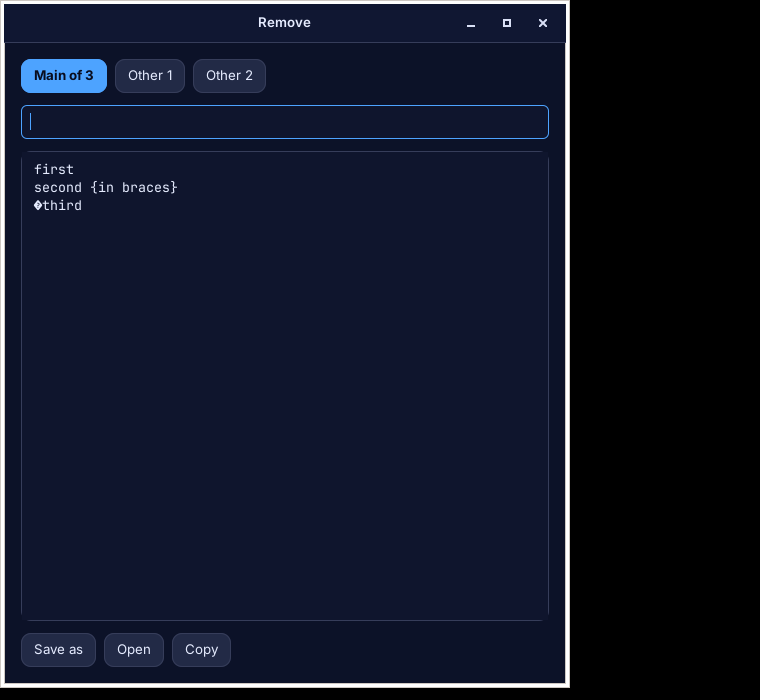 Remove
Main of 3 Other 1 Other 2
first
second {in braces}
�third
Save as Open Copy